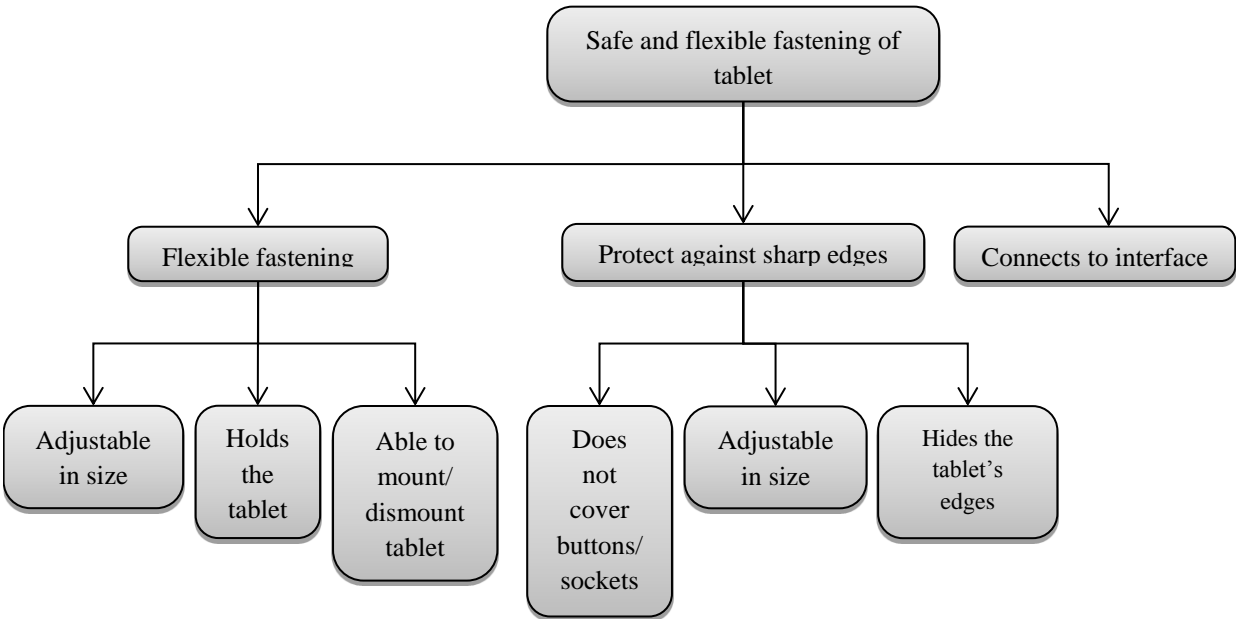 Safe and flexible fastening of
tablet
Flexible fastening
Protect against sharp edges
Connects to interface
Adjustable
in size
Holds
the
tablet
Able to
mount/
dismount
tablet
Does
not
cover
buttons/
sockets
Adjustable
in size
Hides the
tablet’s
edges